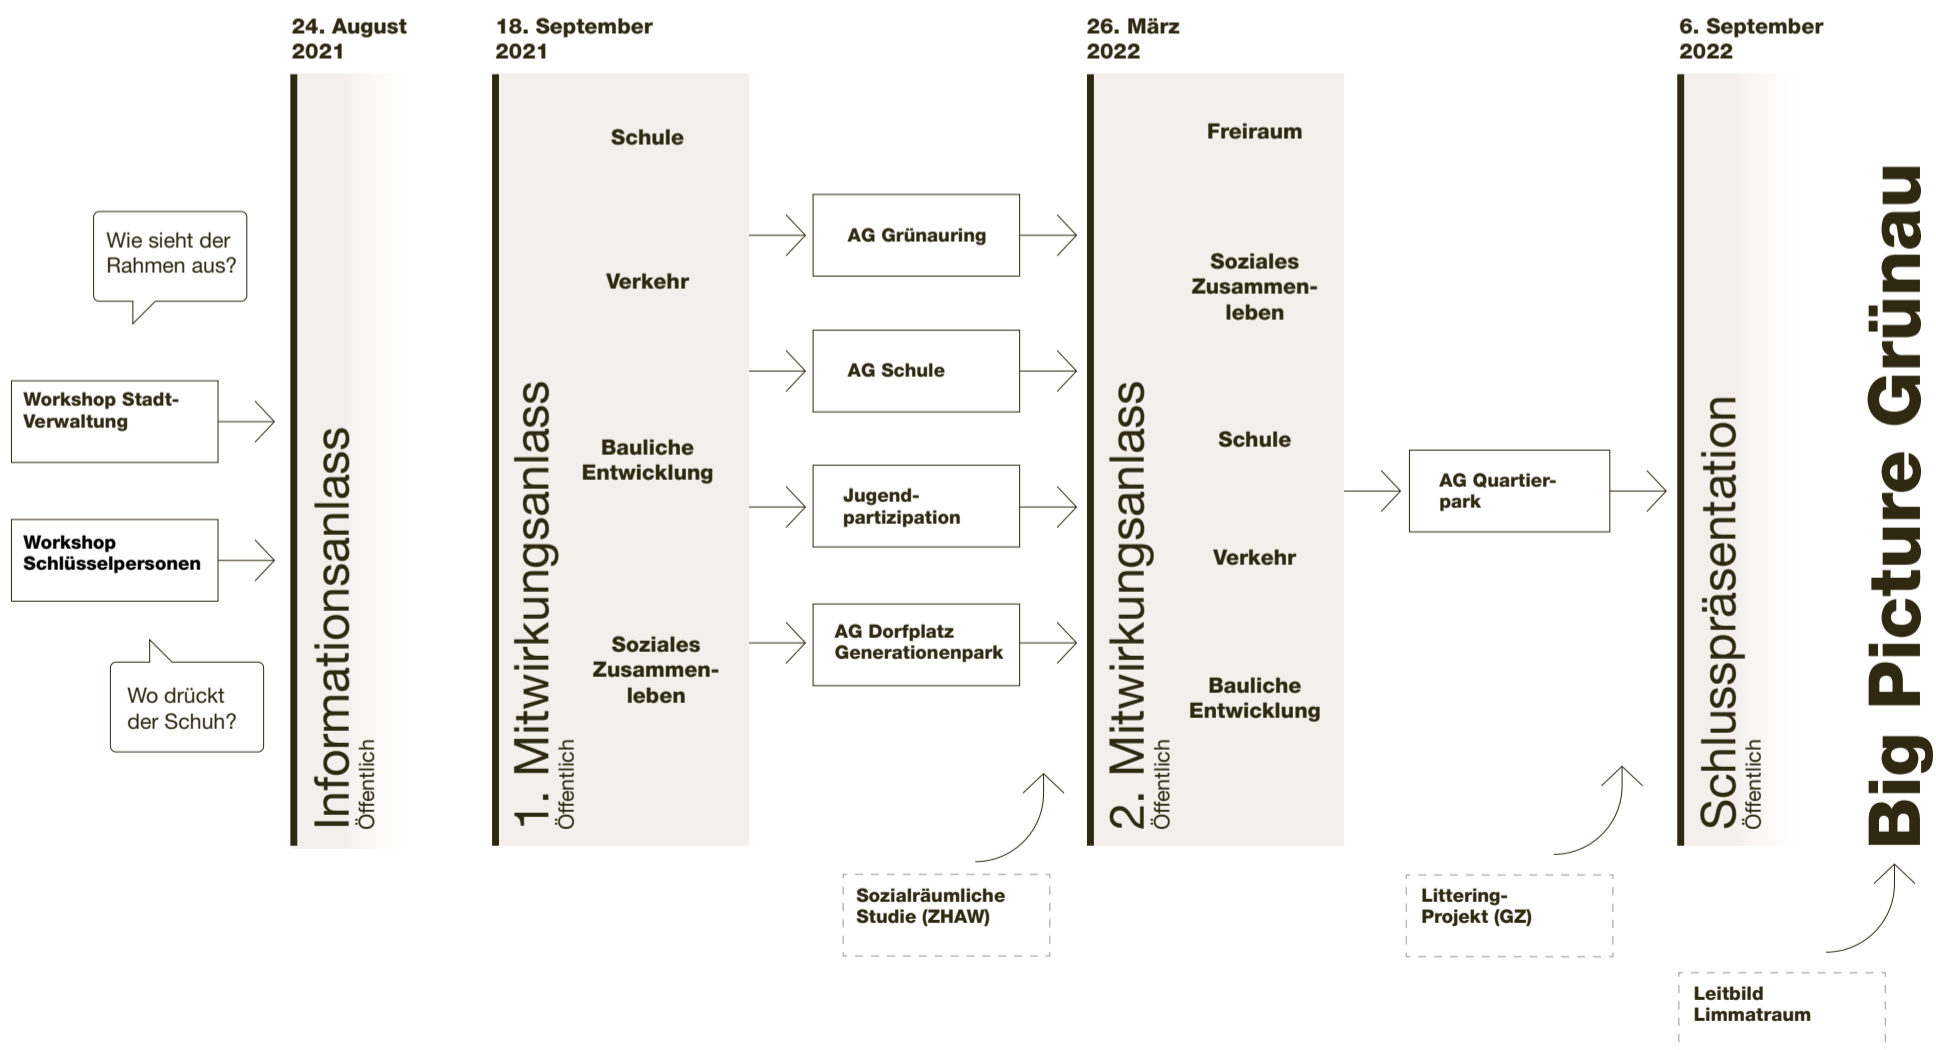 24. August
2021
18. September
2021
26. März
2022
6. September
2022
Wie sieht der
Rahmen aus?
Workshop Stadt-
Verwaltung
Workshop
Schlüsselpersonen
Wo drückt
der Schuh?
Informationsanlass
Öffentlich
1. Mitwirkungsanlass
Öffentlich
Schule
Verkehr
Bauliche
Entwicklung
Soziales
Zusammen-
leben
AG Grünauring
AG Schule
Jugend-
partizipation
AG Dorfplatz
Generationenpark
Sozialräumliche
Studie (ZHAW)
2. Mitwirkungsanlass
Öffentlich
Freiraum
Soziales
Zusammen-
leben
Schule
Verkehr
Bauliche
Entwicklung
AG Quartier-
park
Littering-
Projekt (GZ)
Schlusspräsentation
Öffentlich
Big Picture Grünau
Leitbild
Limmatraum